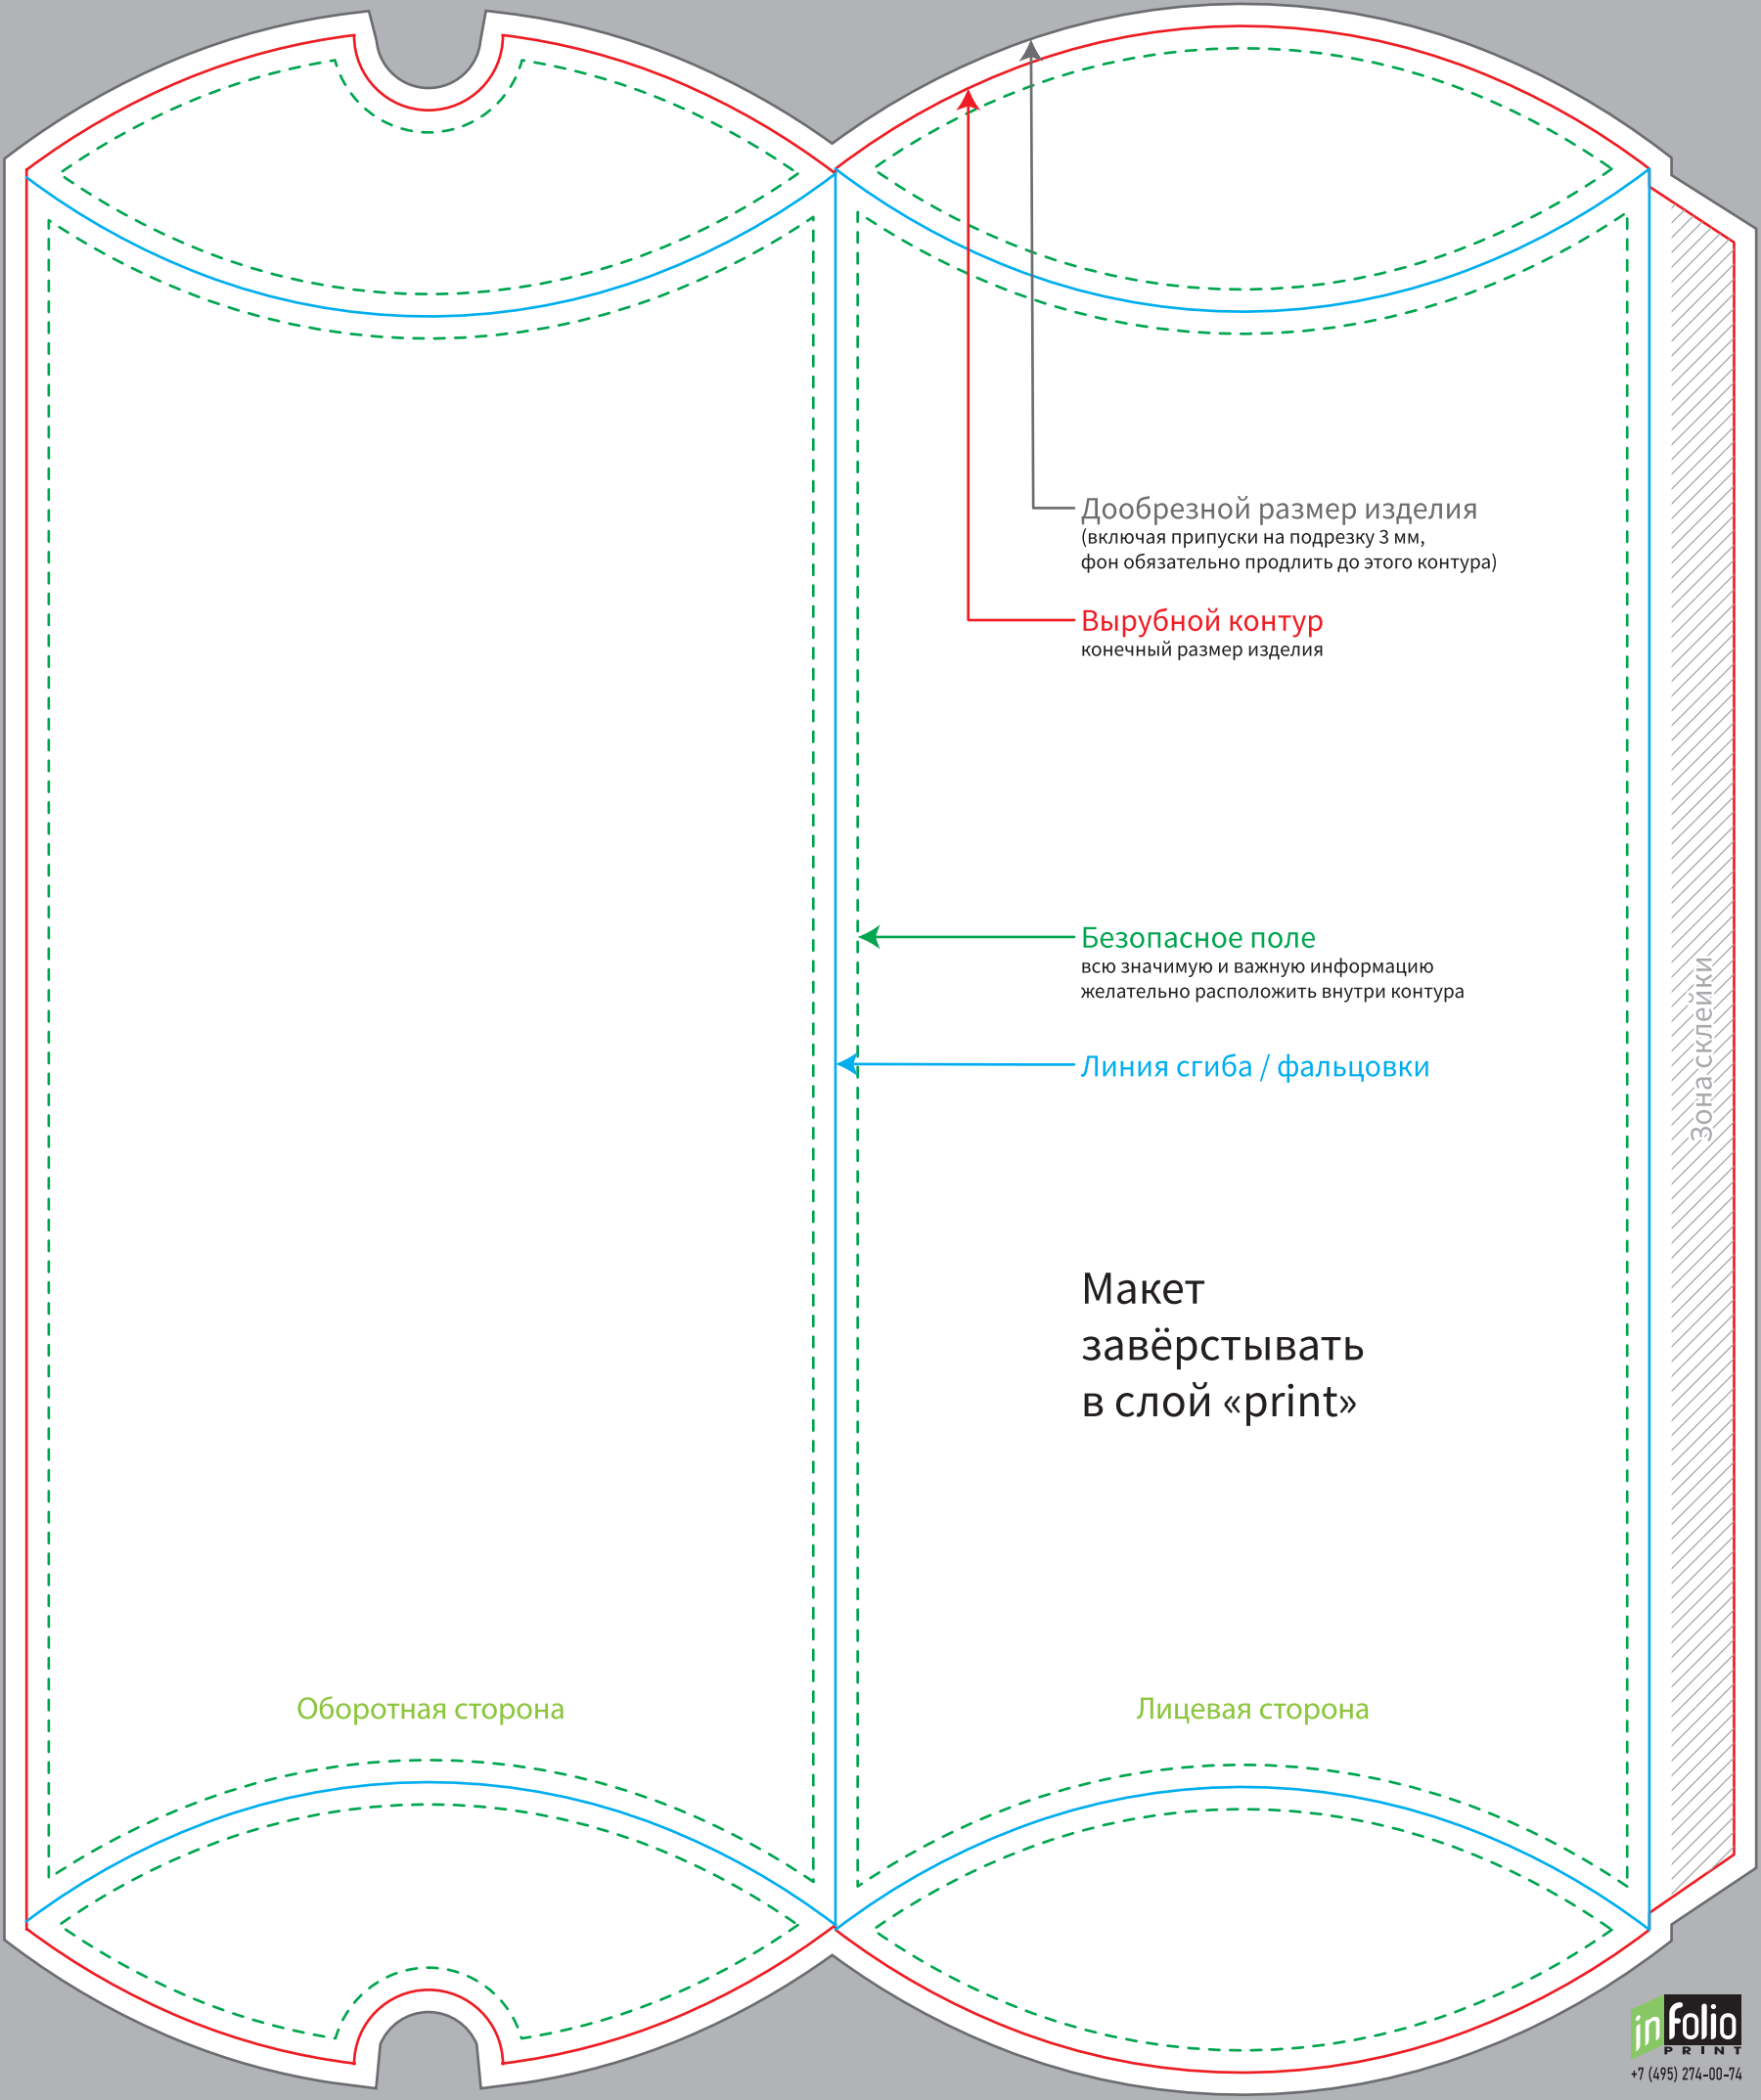 Дообрезной размер изделия
(включая припуски на подрезку 3 мм,
фон обязательно продлить до этого контура)
Вырубной контур
конечный размер изделия
Безопасное поле
всю значимую и важную информацию
желательно расположить внутри контура
Линия сгиба / фальцовки
Зона склейки
Макет
завёрстывать
в слой «print»
Оборотная сторона
Лицевая сторона
in folio
PRINT
+7 (495) 274-00-74